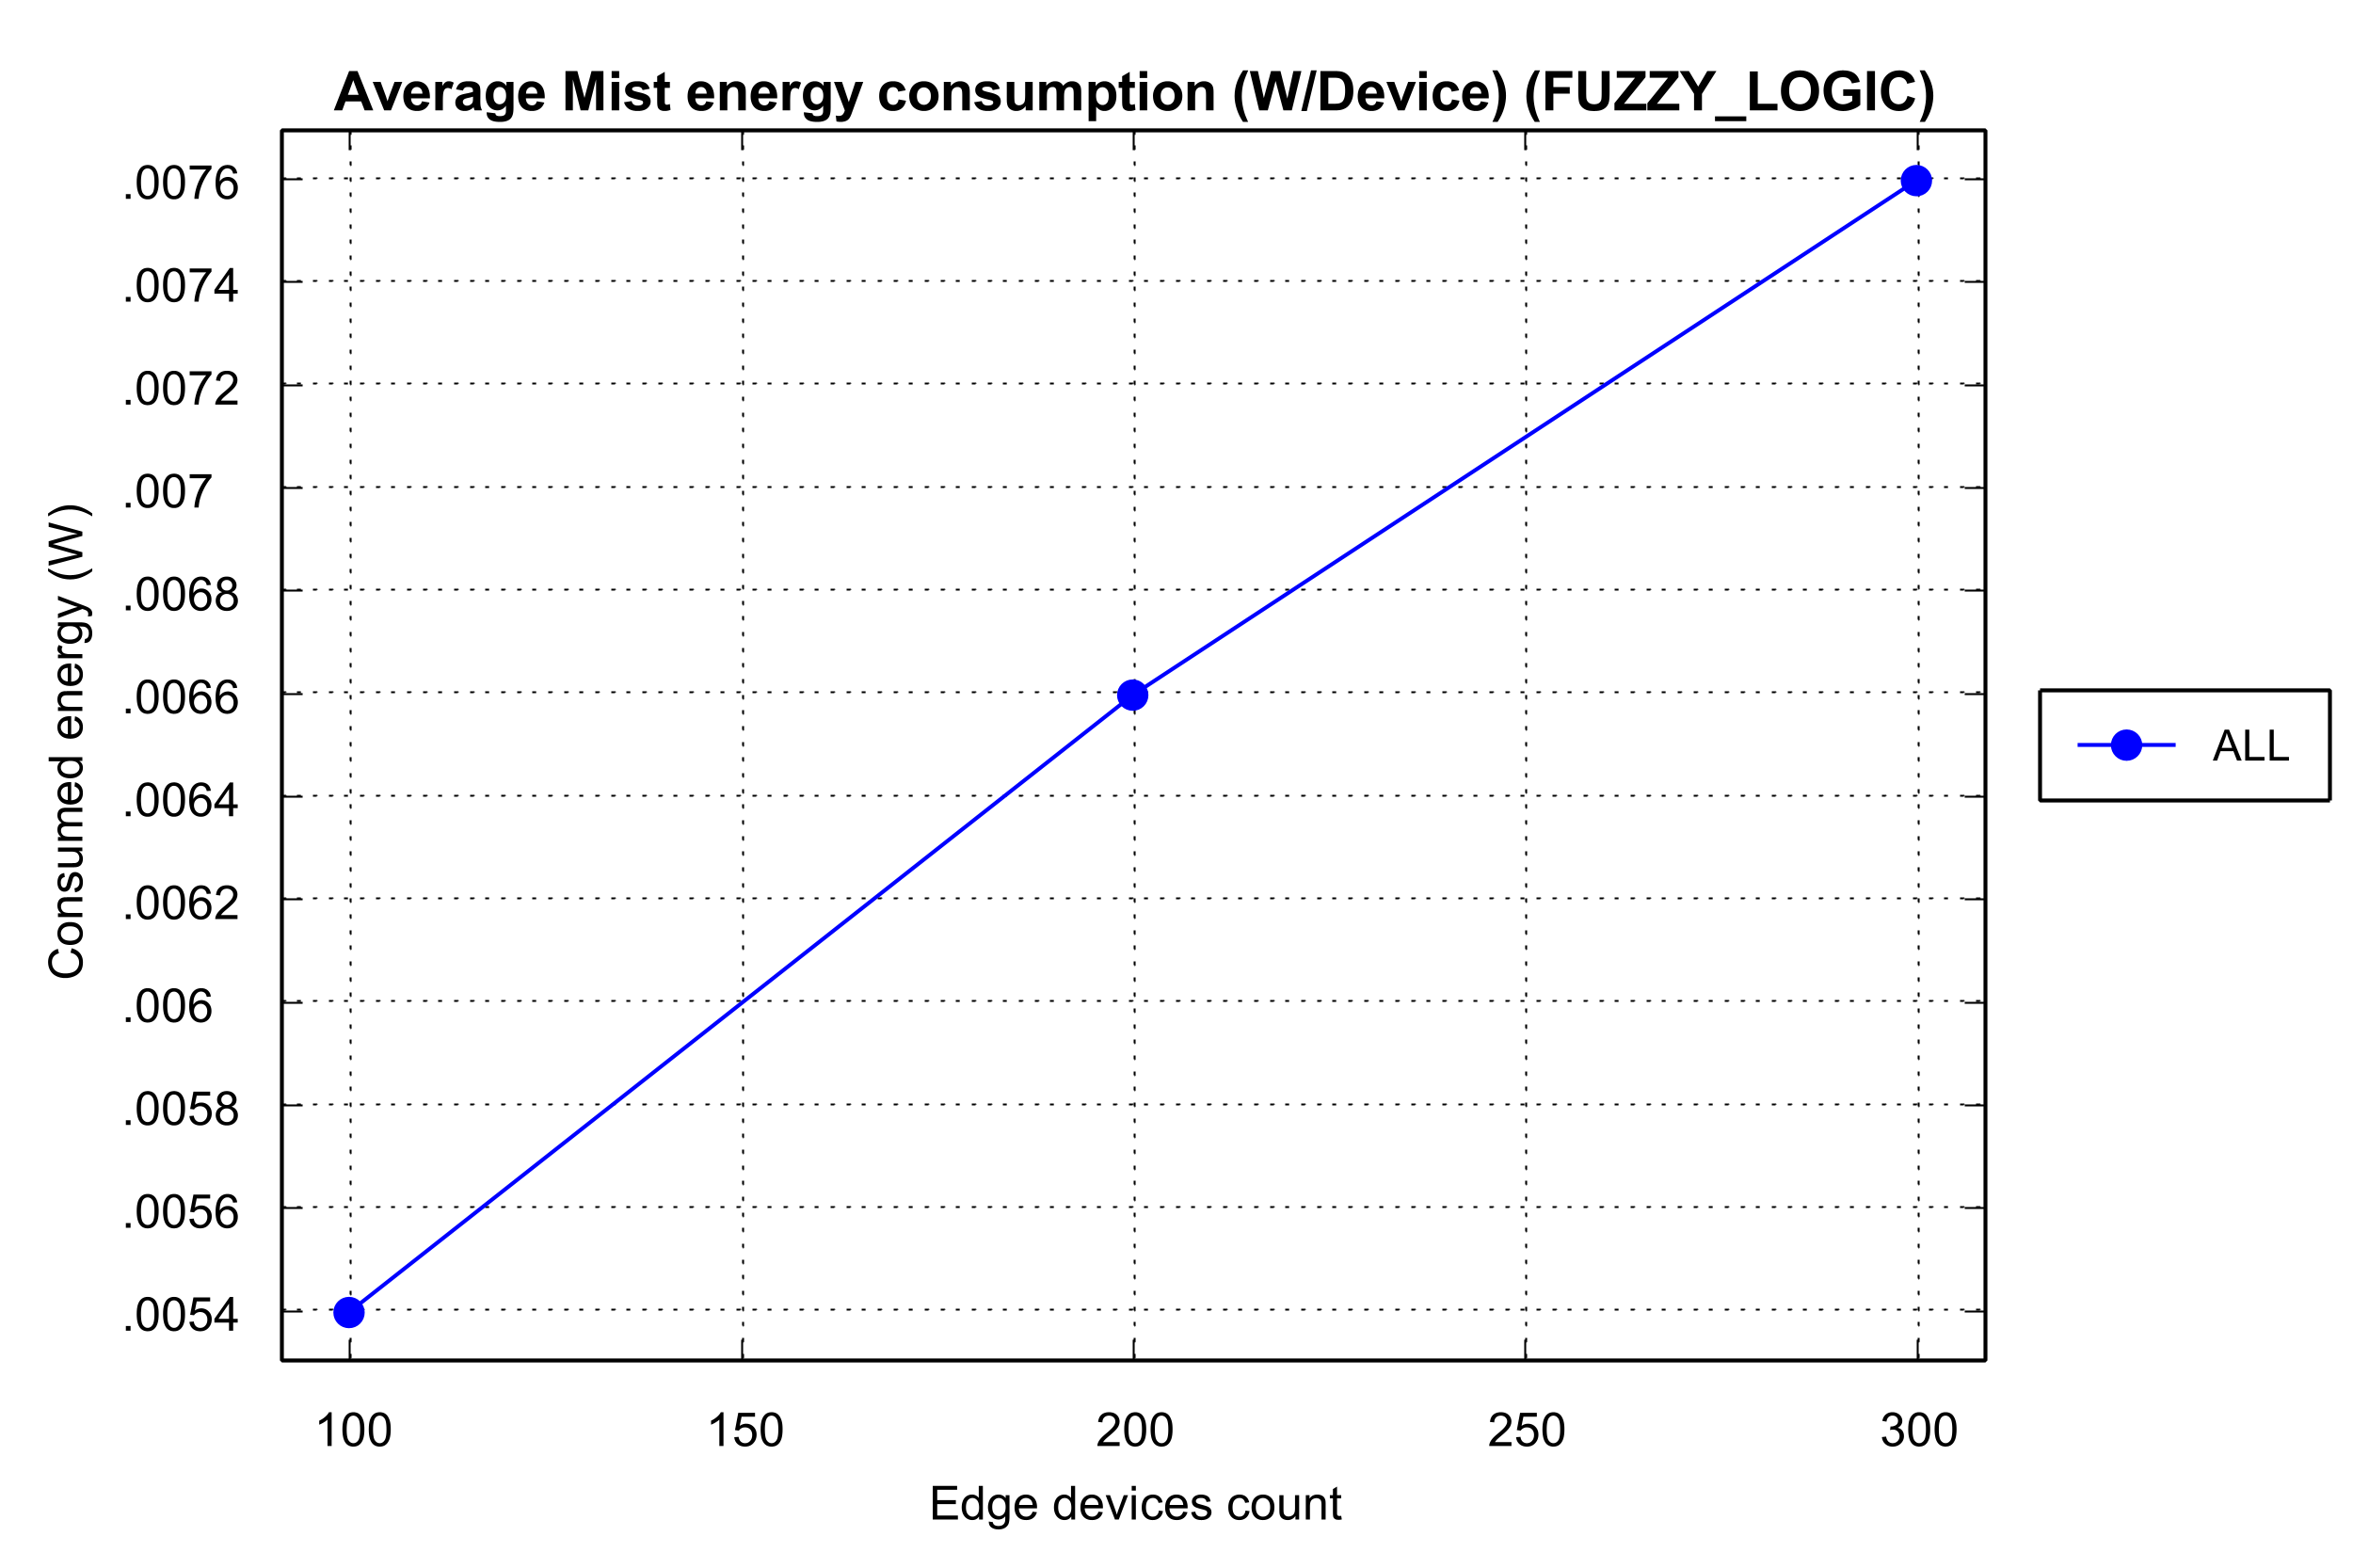 Average Mist energy consumption (W/Device) (FUZZY_LOGIC)
.0076
.0074
.0072
.007
.0068
.0066
.0064
.0062
.006
.0058
.0056
.0054
Consumed energy (W)
ALL
100 150 200 250 300
Edge devices count